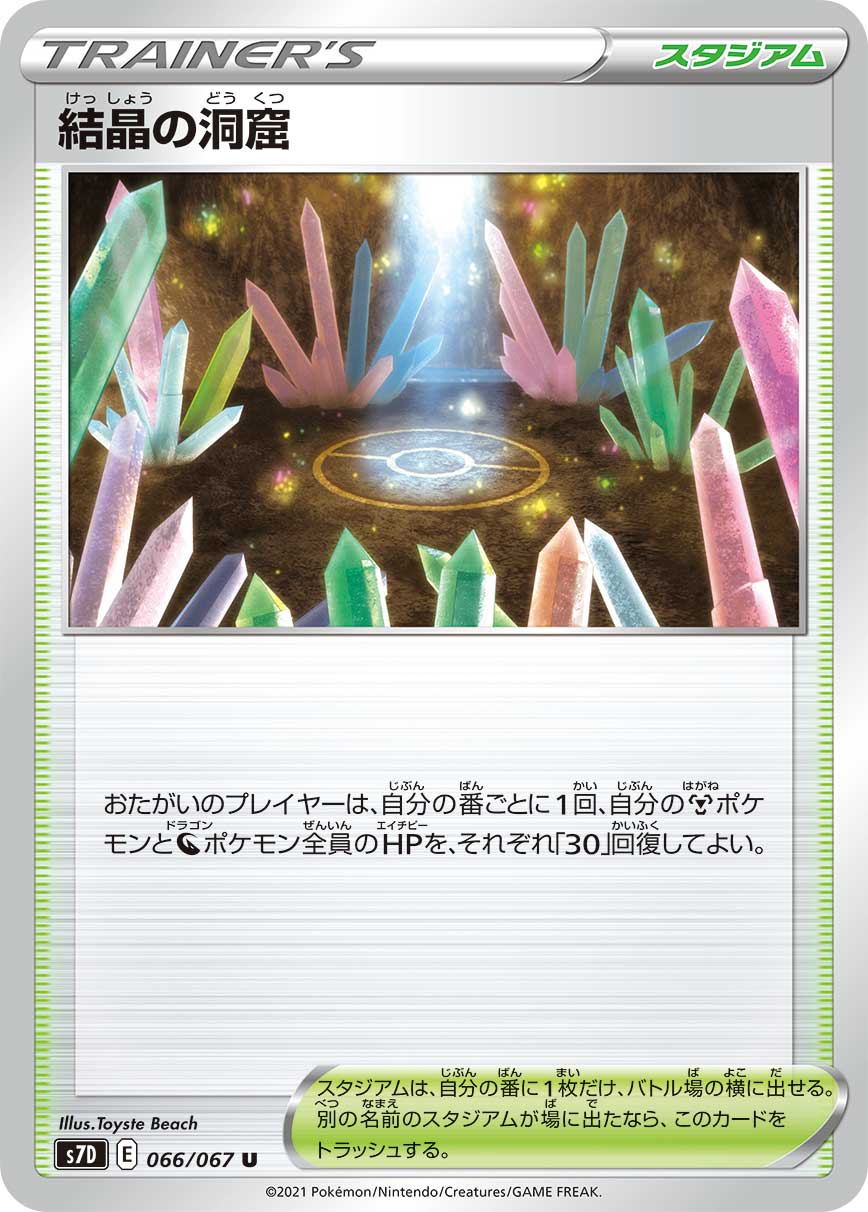 TRAINER'S スタジアム
けっしょう どうくつ
結晶の洞窟
じぶん ばん かい じぶん はがね
おたがいのプレイヤーは、自分の番ごとに1回、自分のポケ
ドラゴン ぜんいん エイチピー かいふく
モンとポケモン全員のHPを、それぞれ「30」回復してよい。
じぶん ばん まい ば よこ だ
スタジアムは、自分の番に1枚だけ、バトル場の横に出せる。
べつ なまえ ば で
別の名前のスタジアムが場に出たなら、このカードを
トラッシュする。
Illus.Toyste Beach
s7D E 066/067 U
©2021 Pokémon/Nintendo/Creatures/GAME FREAK.